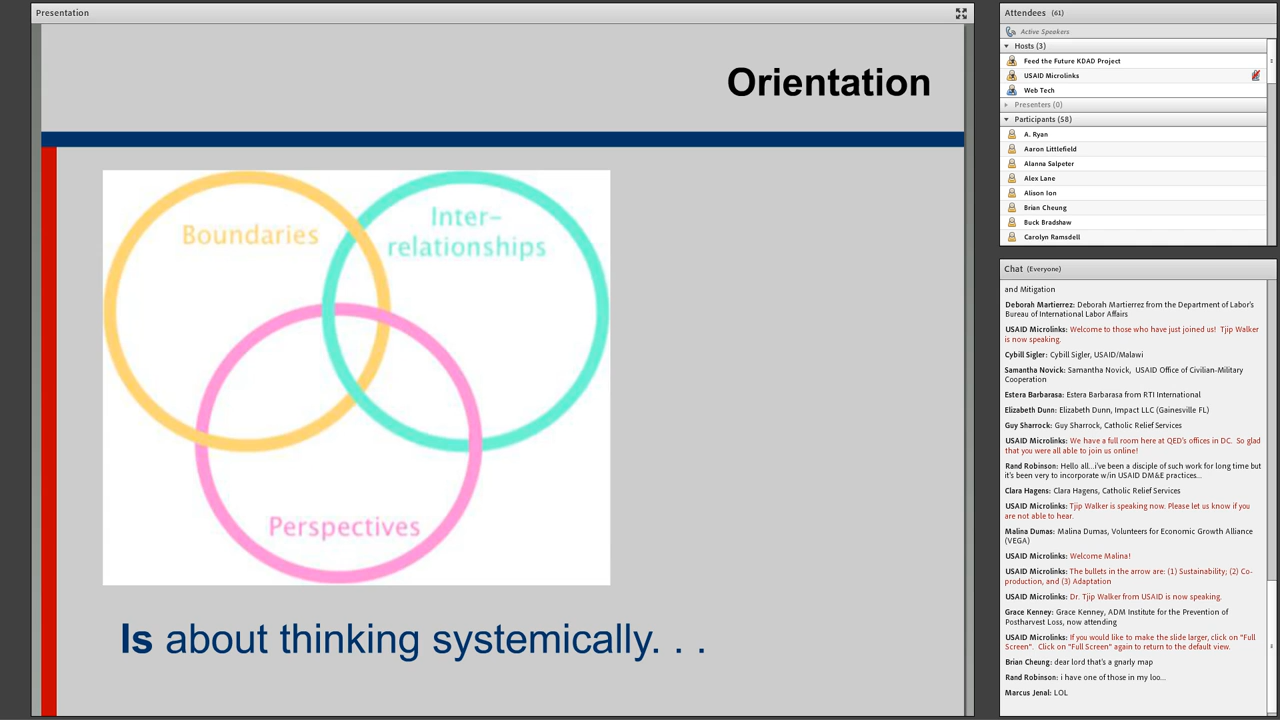 Presentation
Orientation
Boundaries
Inter-
relationships
Perspectives
Is about thinking systemically. . .
Attendees (61)
Active Speakers
Hosts (3)
Feed the Future KDAD Project
USAID Microlinks
Web Tech
Presenters (0)
Participants (58)
A. Ryan
Aaron Littlefield
Alanna Salpeter
Alex Lane
Alison Ion
Brian Cheung
Buck Bradshaw
Carolyn Ramsdell
Chat (Everyone)
and Mitigation
Deborah Martierrez: Deborah Martierrez from the Department of Labor's
Bureau of International Labor Affairs
USAID Microlinks: Welcome to those who have just joined us! Tjip Walker
is now speaking.
Cybill Sigler: Cybill Sigler, USAID/Malawi
Samantha Novick: Samantha Novick, USAID Office of Civilian-Military
Cooperation
Estera Barbarasa: Estera Barbarasa from RTI International
Elizabeth Dunn: Elizabeth Dunn, Impact LLC (Gainesville FL)
Guy Sharrock: Guy Sharrock, Catholic Relief Services
USAID Microlinks: We have a full room here at QED's offices in DC. So glad
that you were all able to join us online!
Rand Robinson: Hello all...i've been a disciple of such work for long time but
it's been very to incorporate w/in USAID DM&E practices...
Clara Hagens: Clara Hagens, Catholic Relief Services
USAID Microlinks: Tjip Walker is speaking now. Please let us know if you
are not able to hear.
Malina Dumas: Malina Dumas, Volunteers for Economic Growth Alliance
(VEGA)
USAID Microlinks: Welcome Malina!
USAID Microlinks: The bullets in the arrow are: (1) Sustainability; (2) Co-
production, and (3) Adaptation
USAID Microlinks: Dr. Tjip Walker from USAID is now speaking.
Grace Kenney: Grace Kenney, ADM Institute for the Prevention of
Postharvest Loss, now attending
USAID Microlinks: If you would like to make the slide larger, click on "Full
Screen". Click on "Full Screen" again to return to the default view.
Brian Cheung: dear lord that's a gnarly map
Rand Robinson: i have one of those in my loo...
Marcus Jenal: LOL